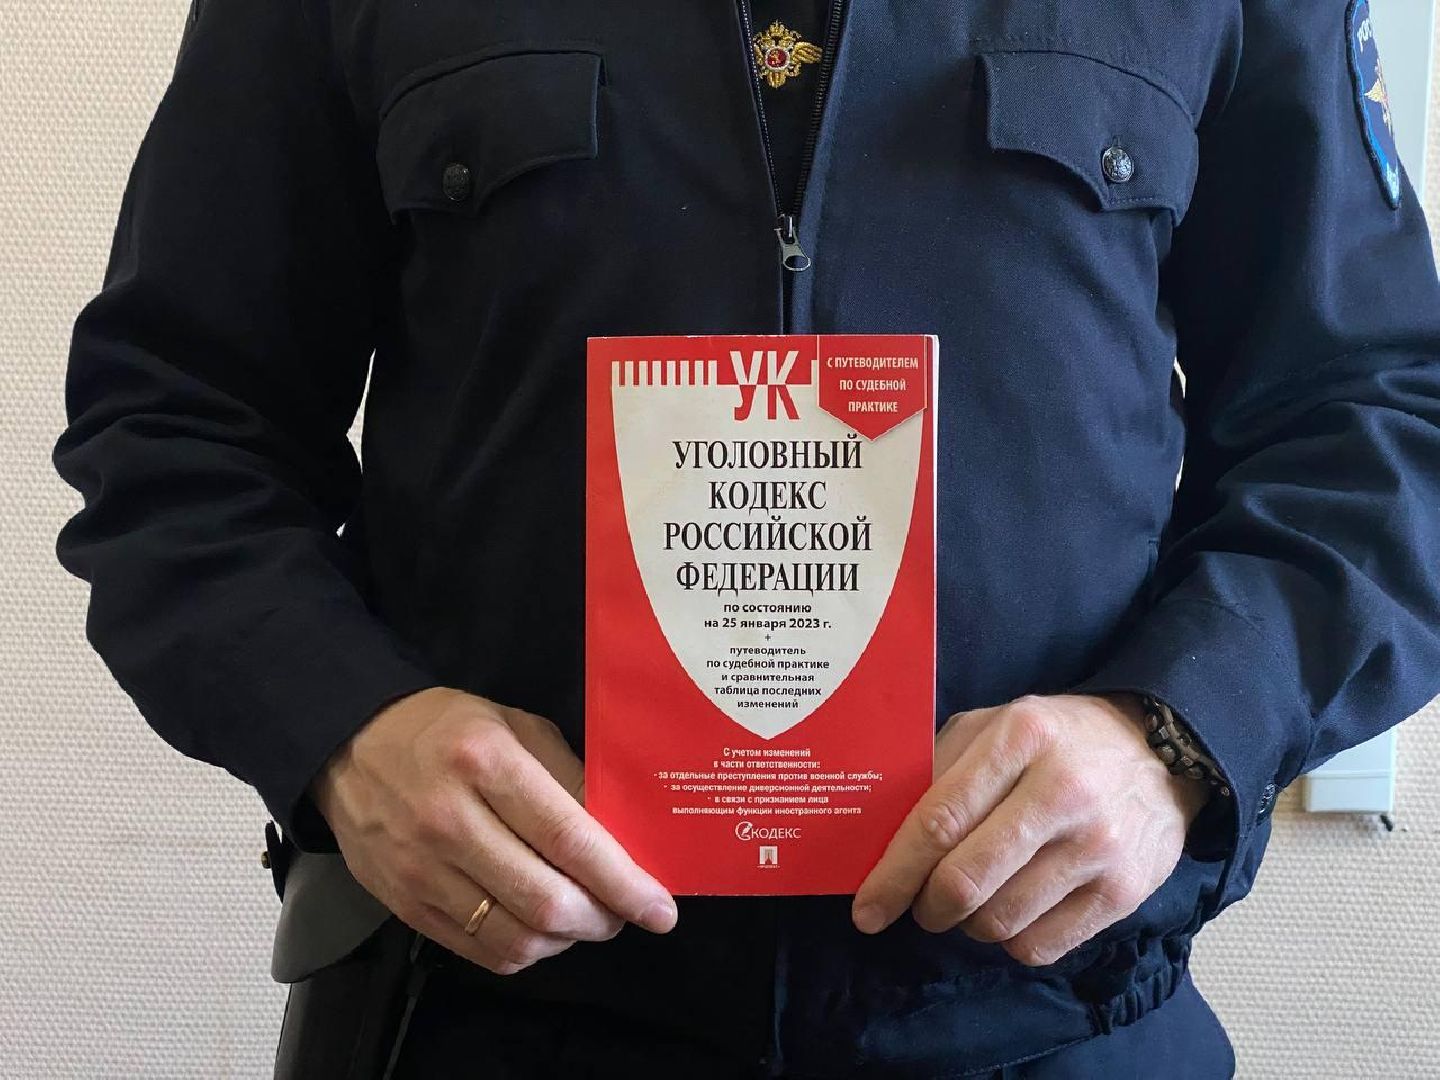 УК
С ПУТЕВОДИТЕЛЕМ
ПО СУДЕБНОЙ
ПРАКТИКЕ
УГОЛОВНЫЙ
КОДЕКС
РОССИЙСКОЙ
ФЕДЕРАЦИИ
по состоянию
на 25 января 2023 г.
+
путеводитель
по судебной практике
и сравнительная
таблица последних
изменений
С учетом изменений
в части ответственности:
- за отдельные преступления против военной службы;
- за осуществление диверсионной деятельности;
- в связи с признанием лица
выполняющим функции иностранного агента
КОДЕКС